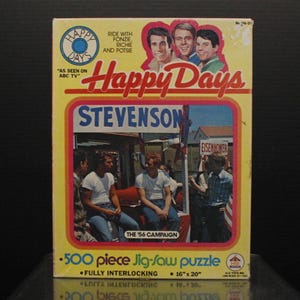 HAPPY
DAYS
RIDE WITH
FONZIE,
RICHIE
AND POTSIE
"AS SEEN ON
ABC TV"
Happy Days
STEVENSON
EISENHOWER
THE '56 CAMPAIGN
•500 piece Jig-Saw puzzle
•FULLY INTERLOCKING •16"x20"